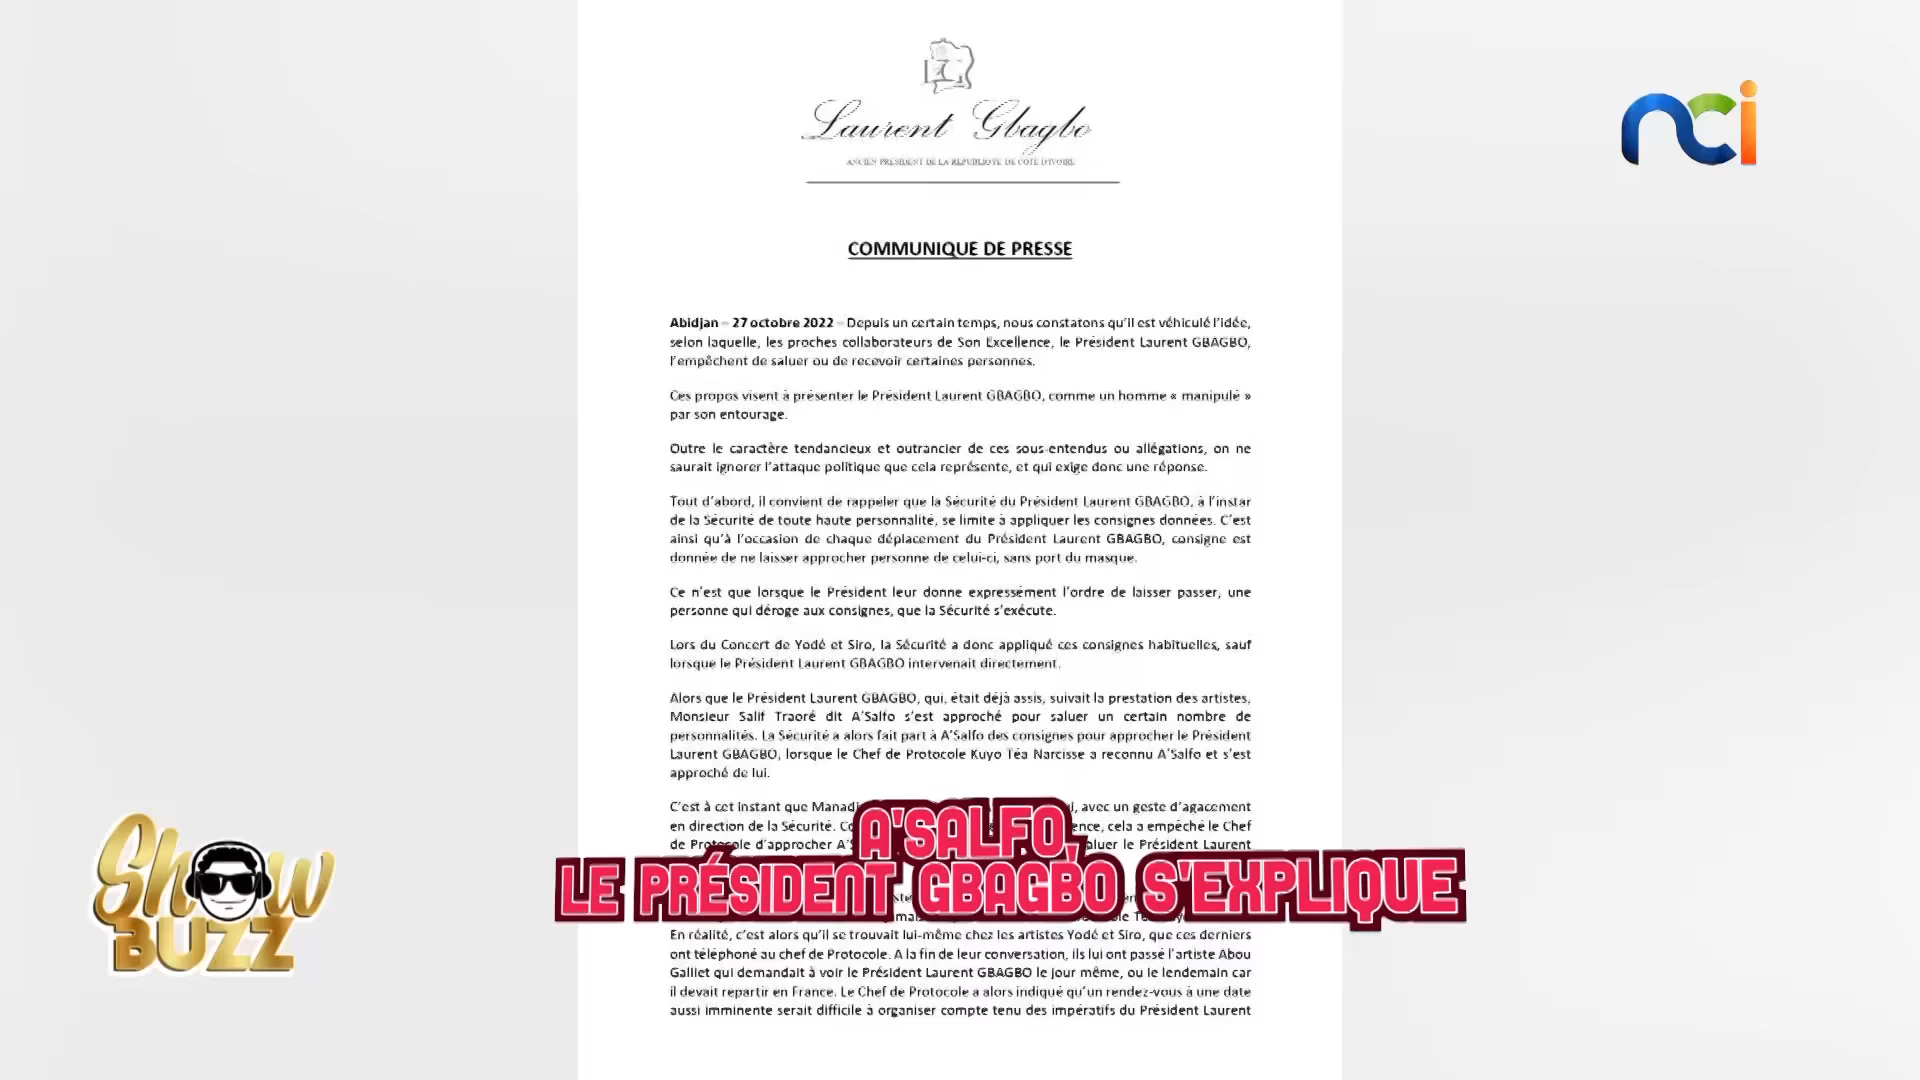 Laurent Gbagbo
ANCIEN PRESIDENT DE LA REPUBLIQUE DE COTE D'IVOIRE
nci
COMMUNIQUE DE PRESSE
Abidjan – 27 octobre 2022 – Depuis un certain temps, nous constatons qu'il est véhiculé l'idée,
selon laquelle, les proches collaborateurs de Son Excellence, le Président Laurent GBAGBO,
l'empêchent de saluer ou de recevoir certaines personnes.
Ces propos visent à présenter le Président Laurent GBAGBO, comme un homme « manipulé »
par son entourage.
Outre le caractère tendancieux et outrancier de ces sous-entendus ou allégations, on ne
saurait ignorer l'attaque politique que cela représente, et qui exige donc une réponse.
Tout d'abord, il convient de rappeler que la Sécurité du Président Laurent GBAGBO, à l'instar
de la Sécurité de toute haute personnalité, se limite à appliquer les consignes données. C'est
ainsi qu'à l'occasion de chaque déplacement du Président Laurent GBAGBO, consigne est
donnée de ne laisser approcher personne de celui-ci, sans port du masque.
Ce n'est que lorsque le Président leur donne expressément l'ordre de laisser passer, une
personne qui déroge aux consignes, que la Sécurité s'exécute.
Lors du Concert de Yodé et Siro, la Sécurité a donc appliqué ces consignes habituelles, sauf
lorsque le Président Laurent GBAGBO intervenait directement.
Alors que le Président Laurent GBAGBO, qui, était déjà assis, suivait la prestation des artistes,
Monsieur Salif Traoré dit A'Salfo s'est approché pour saluer un certain nombre de
personnalités. La Sécurité a alors fait part à A'Salfo des consignes pour approcher le Président
Laurent GBAGBO, lorsque le Chef de Protocole Kuyo Téa Narcisse a reconnu A'Salfo et s'est
approché de lui.
C'est à cet instant que avec un geste d'agacement
en direction de la Sécurité. cela a empêché le Chef
de Protocole d'approcher le Président Laurent
A'SALFO,
LE PRÉSIDENT GBAGBO S'EXPLIQUE
En réalité, c'est alors qu'il se trouvait lui-même chez les artistes Yodé et Siro, que ces derniers
ont téléphoné au chef de Protocole. A la fin de leur conversation, ils lui ont passé l'artiste Abou
Galliet qui demandait à voir le Président Laurent GBAGBO le jour même, ou le lendemain car
il devait repartir en France. Le Chef de Protocole a alors indiqué qu'un rendez-vous à une date
aussi imminente serait difficile à organiser compte tenu des impératifs du Président Laurent
Show
BUZZ